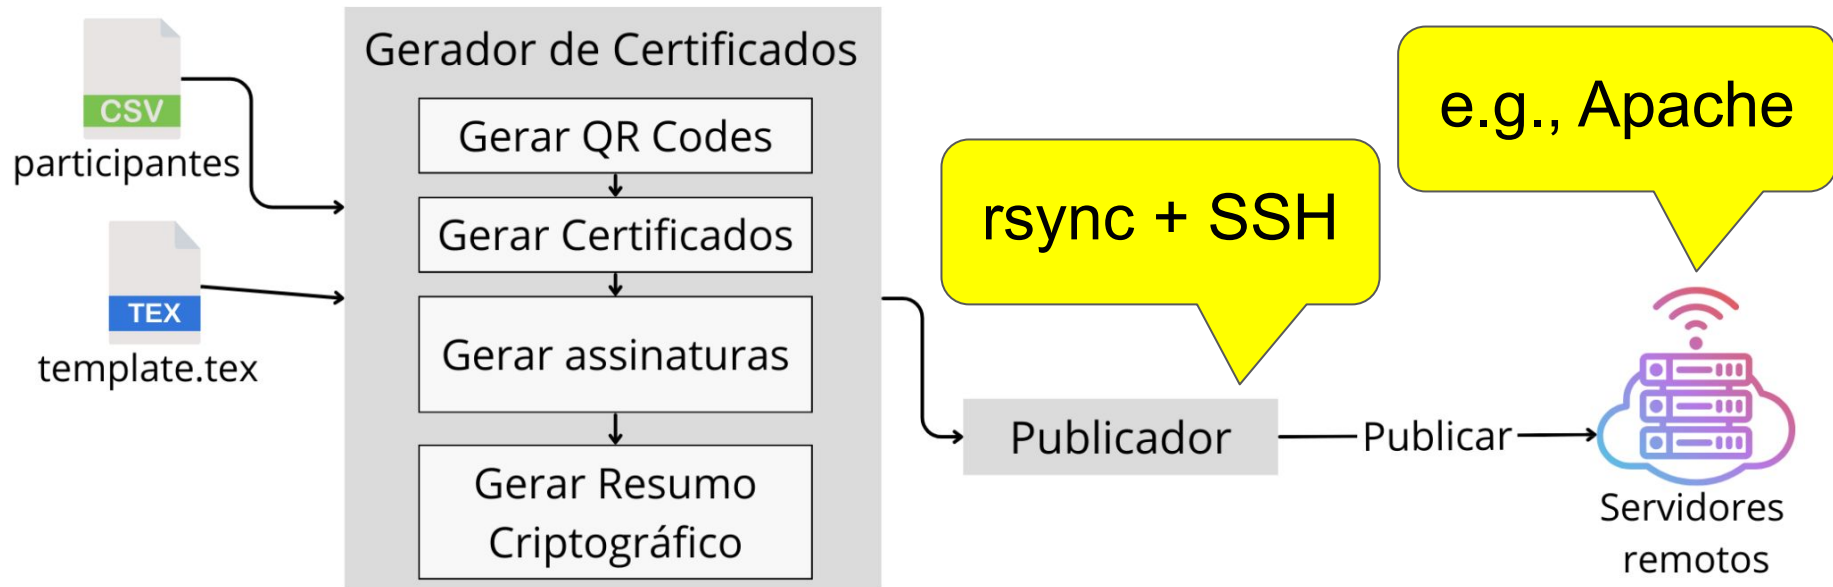 CSV
participantes
TEX
template.tex
Gerador de Certificados
Gerar QR Codes
Gerar Certificados
Gerar assinaturas
Gerar Resumo
Criptográfico
rsync + SSH
Publicador
Publicar
e.g., Apache
Servidores
remotos